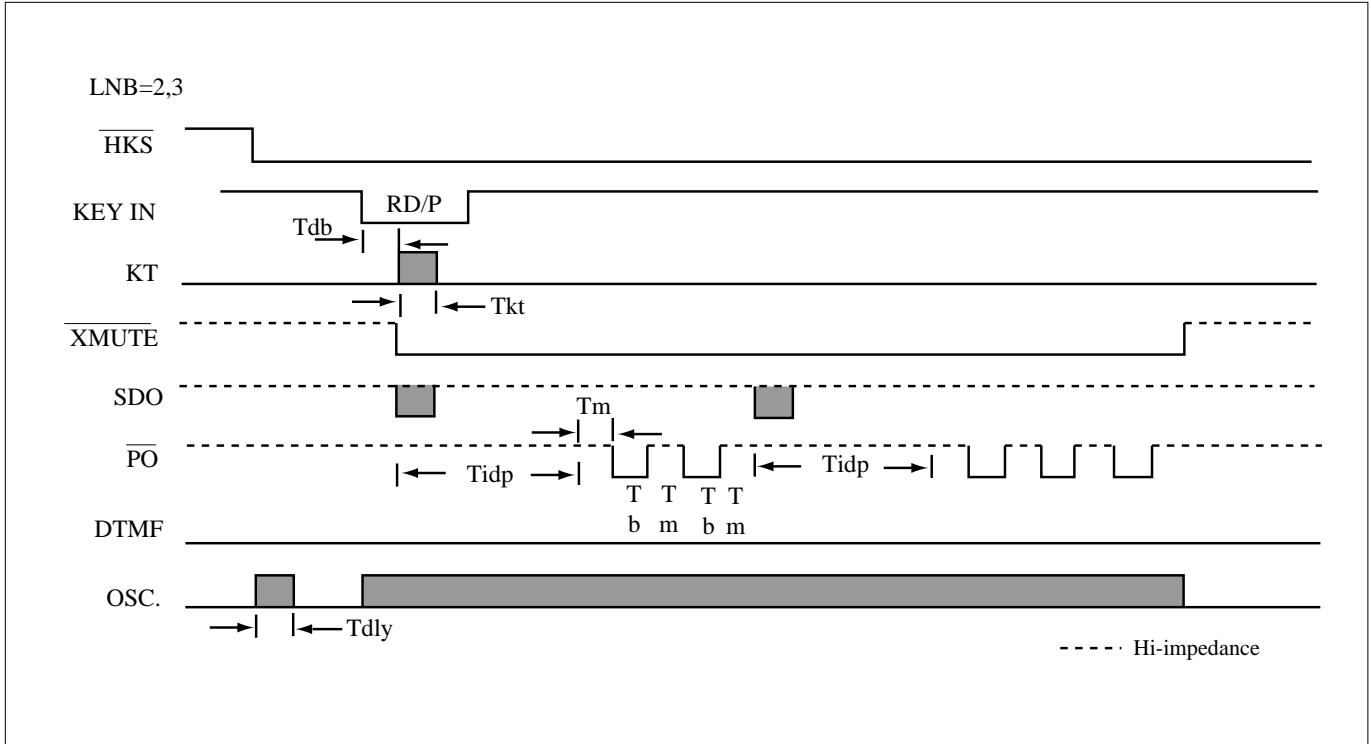 LNB=2,3
HKS
KEY IN
RD/P
Tdb
KT
Tkt
XMUTE
SDO
Tm
PO
Tidp
Tidp
T T T T
b m b m
DTMF
OSC.
Tdly
Hi-impedance